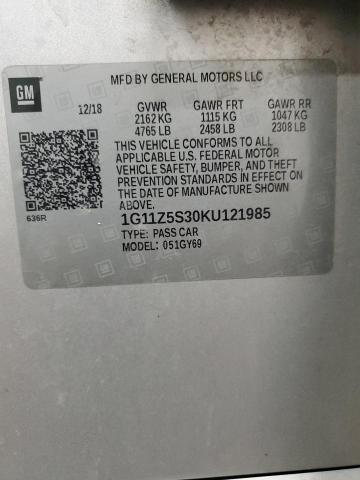 GM
MFD BY GENERAL MOTORS LLC
12/18 GVWR GAWR FRT GAWR RR
2162 KG 1115 KG 1047 KG
4765 LB 2458 LB 2308 LB
THIS VEHICLE CONFORMS TO ALL
APPLICABLE U.S. FEDERAL MOTOR
VEHICLE SAFETY, BUMPER, AND THEFT
PREVENTION STANDARDS IN EFFECT ON
THE DATE OF MANUFACTURE SHOWN
ABOVE.
636R
1G11Z5S30KU121985
TYPE: PASS CAR
MODEL: 051GY69